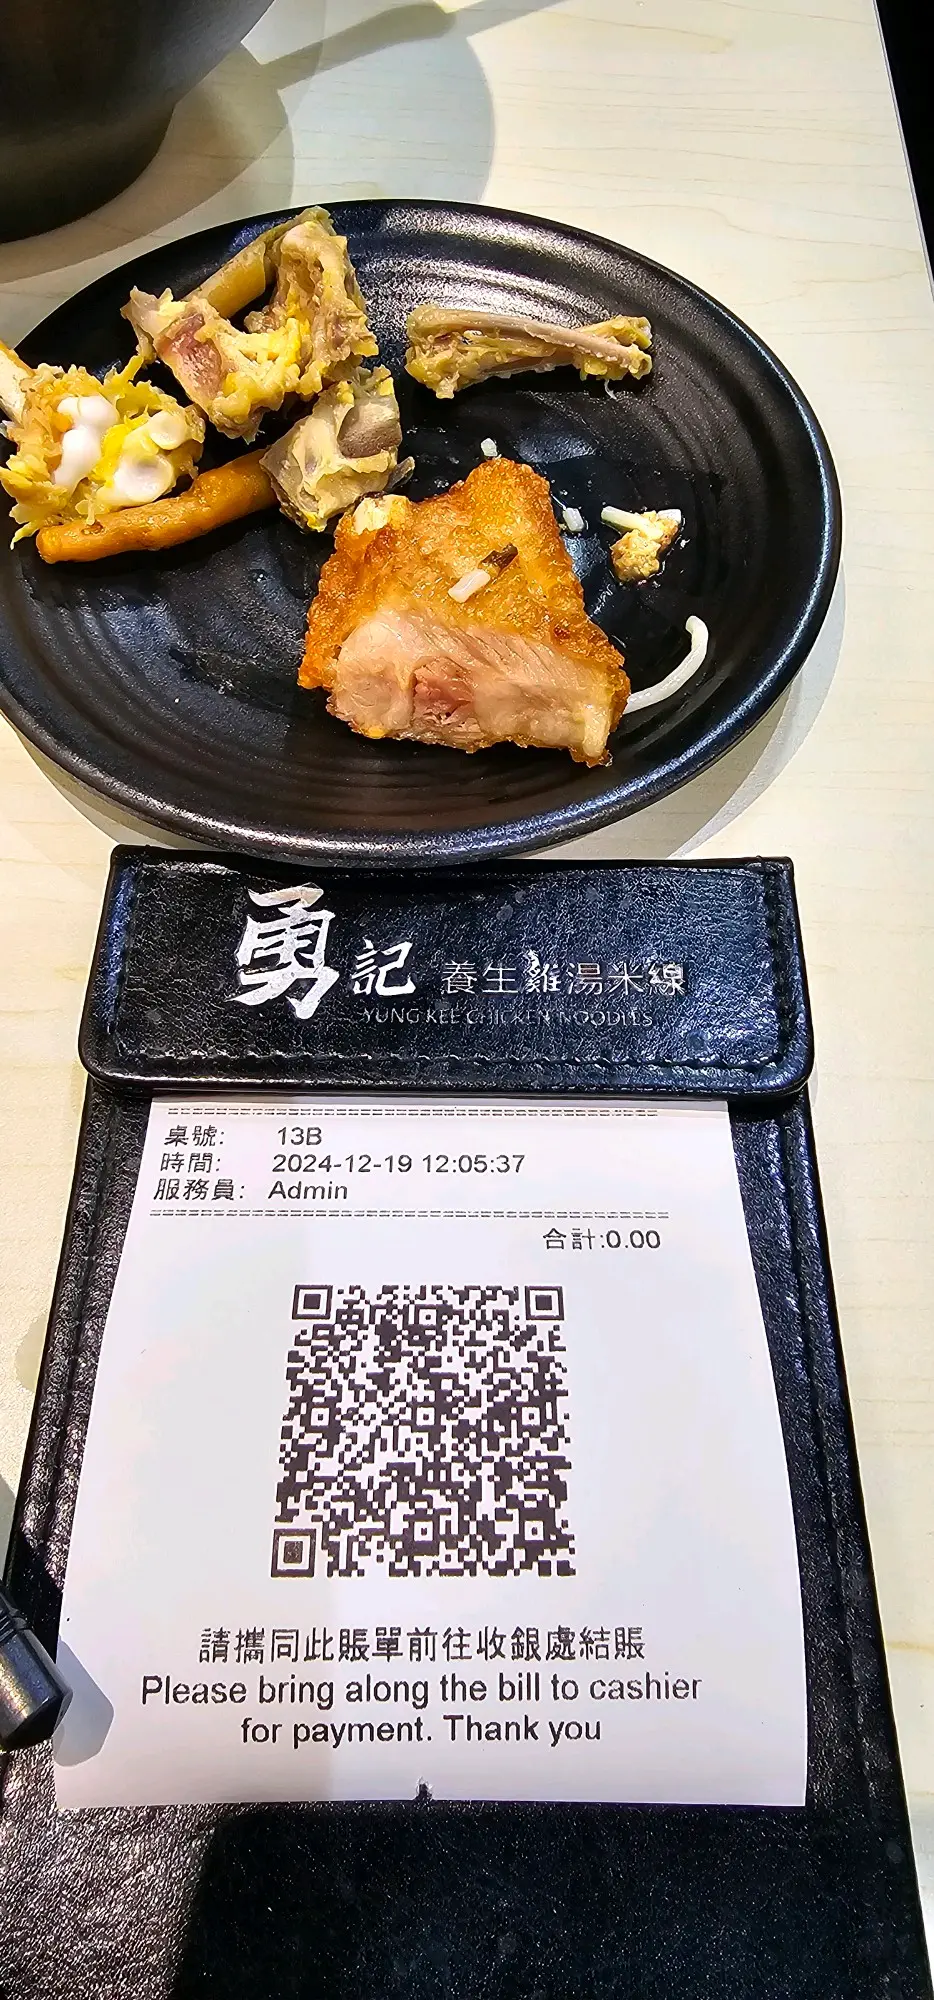 勇記 養生雞湯米線
YUNG KEE CHICKEN NOODLES
桌號: 13B
時間: 2024-12-19 12:05:37
服務員: Admin
合計:0.00
請攜同此賬單前往收銀處結賬
Please bring along the bill to cashier
for payment. Thank you